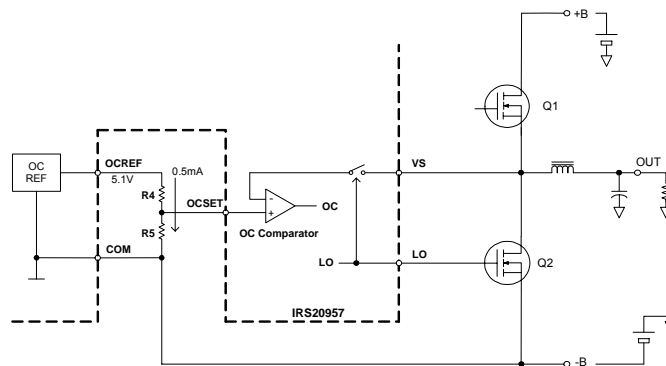 +B
Q1
OC
REF
OCREF
5.1V
0.5mA
R4
OCSET
-
+
OC
OC Comparator
VS
OUT
R5
COM
LO
LO
Q2
IRS20957
-B